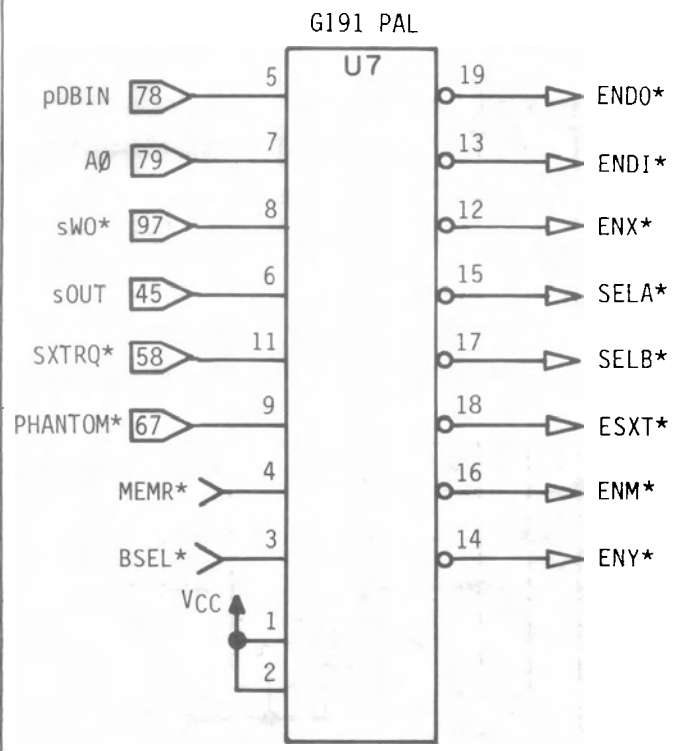 G191 PAL
U7
pDBIN 78 5 19 ENDO*
AØ 79 7 13 ENDI*
sWO* 97 8 12 ENX*
sOUT 45 6 15 SELA*
SXTRQ* 58 11 17 SELB*
PHANTOM* 67 9 18 ESXT*
MEMR* 4 16 ENM*
BSEL* 3 14 ENY*
VCC
1
2